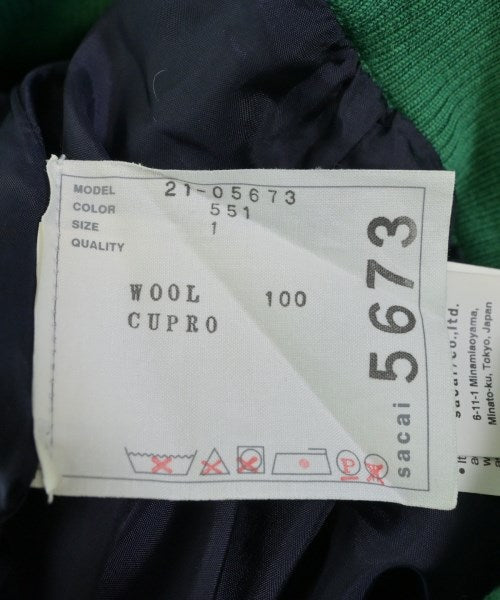 MODEL 21-05673
COLOR 551
SIZE 1
QUALITY
WOOL 100
CUPRO
sacai 5673
P
sacai/co.,ltd.
6-11-1 Minamiaoyama,
Minato-ku, Tokyo, Japan
• It